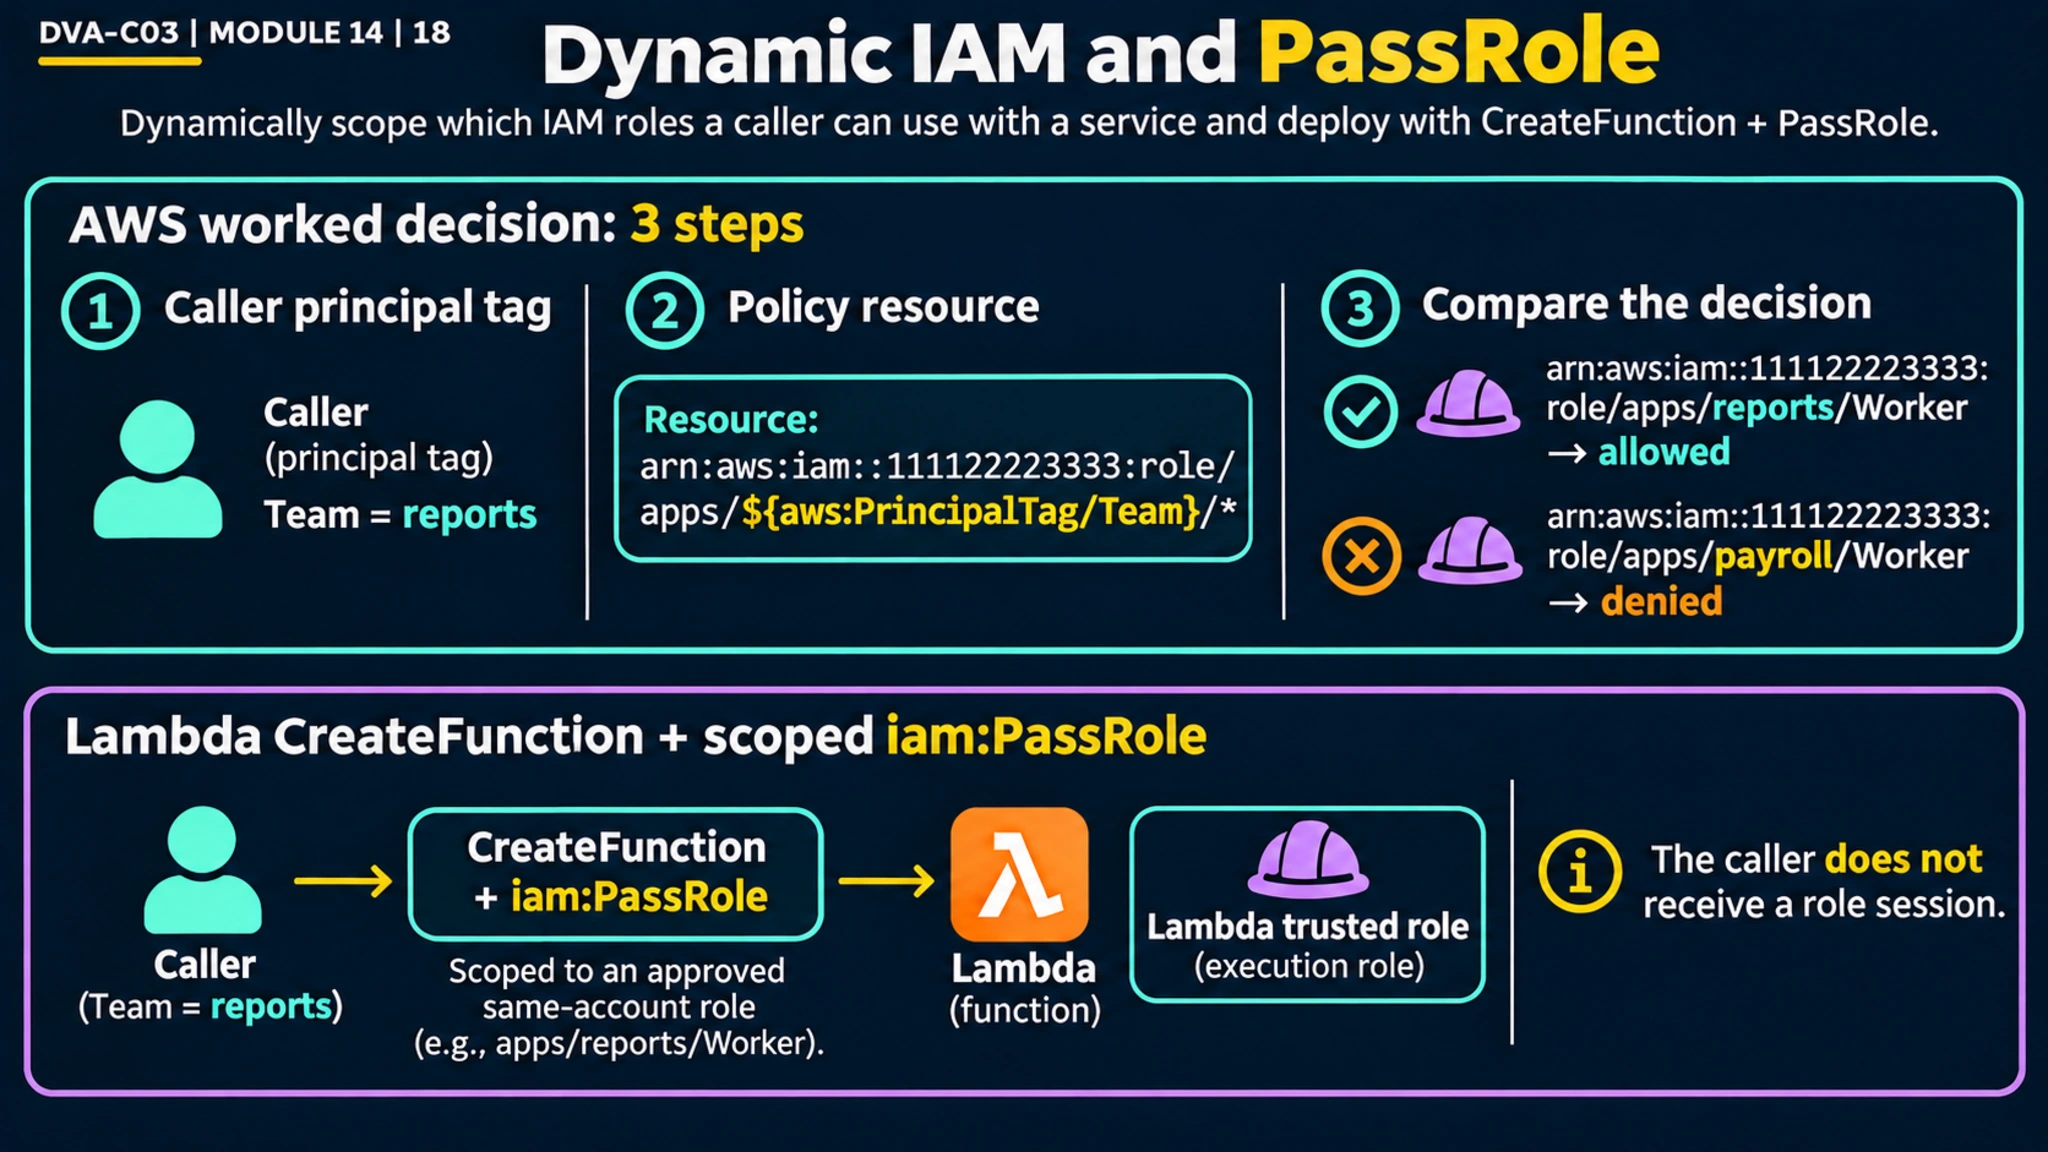 DVA-C03 | MODULE 14 | 18
Dynamic IAM and PassRole
Dynamically scope which IAM roles a caller can use with a service and deploy with CreateFunction + PassRole.
AWS worked decision: 3 steps
1 Caller principal tag
Caller
(principal tag)
Team = reports
2 Policy resource
Resource:
arn:aws:iam::111122223333:role/
apps/${aws:PrincipalTag/Team}/*
3 Compare the decision
arn:aws:iam::111122223333:
role/apps/reports/Worker
→ allowed
arn:aws:iam::111122223333:
role/apps/payroll/Worker
→ denied
Lambda CreateFunction + scoped iam:PassRole
Caller
(Team = reports)
CreateFunction
+ iam:PassRole
Scoped to an approved
same-account role
(e.g., apps/reports/Worker).
Lambda
(function)
Lambda trusted role
(execution role)
i
The caller does not
receive a role session.